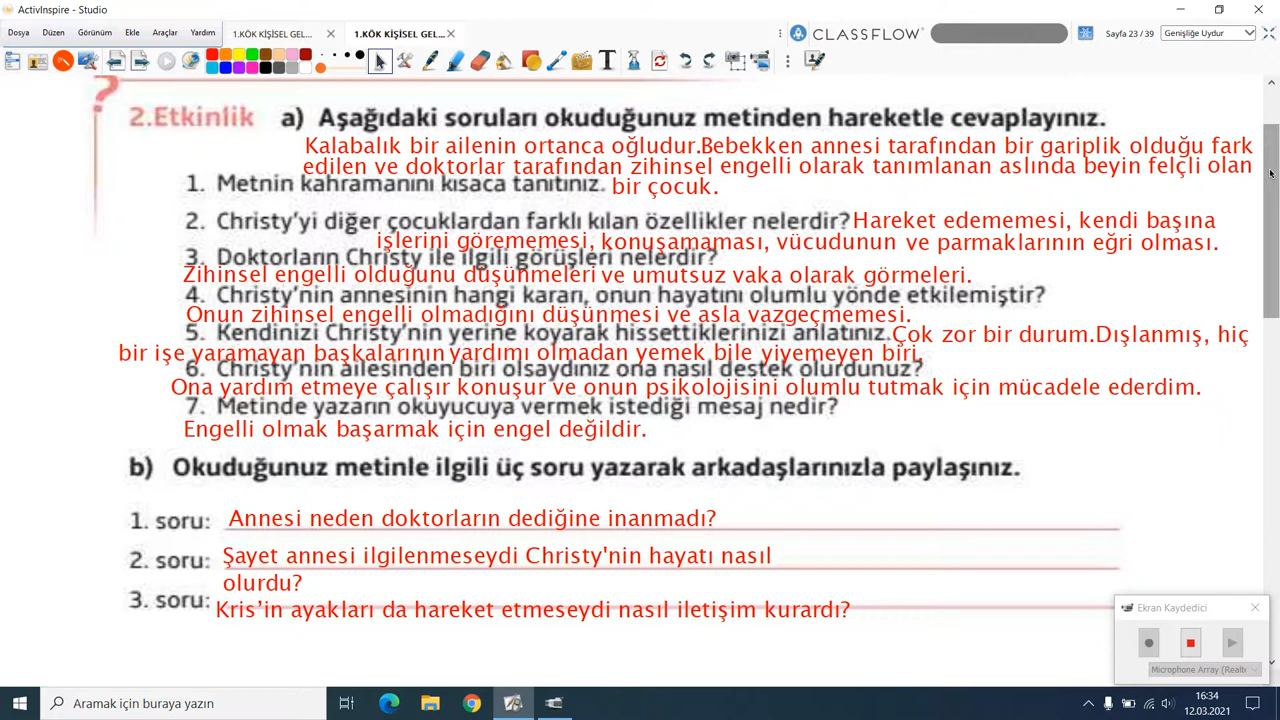 ActivInspire - Studio
Dosya Düzen Görünüm Ekle Araçlar Yardım
1.KÖK KİŞİSEL GEL...
1.KÖK KİŞİSEL GEL...
CLASSFLOW
Sayfa 23 / 39
Genişliğe Uydur
2.Etkinlik a) Aşağıdaki soruları okuduğunuz metinden hareketle cevaplayınız.
Kalabalık bir ailenin ortanca oğludur.Bebekken annesi tarafından bir gariplik olduğu fark
edilen ve doktorlar tarafından zihinsel engelli olarak tanımlanan aslında beyin felçli olan
1. Metnin kahramanını kısaca tanıtınız. bir çocuk.
2. Christy'yi diğer çocuklardan farklı kılan özellikler nelerdir? Hareket edememesi, kendi başına
işlerini görememesi, konuşamaması, vücudunun ve parmaklarının eğri olması.
3. Doktorların Christy ile ilgili görüşleri nelerdir?
Zihinsel engelli olduğunu düşünmeleri ve umutsuz vaka olarak görmeleri.
4. Christy'nin annesinin hangi kararı, onun hayatını olumlu yönde etkilemiştir?
Onun zihinsel engelli olmadığını düşünmesi ve asla vazgeçmemesi.
5. Kendinizi Christy'nin yerine koyarak hissettiklerinizi anlatınız. Çok zor bir durum.Dışlanmış, hiç
bir işe yaramayan başkalarının yardımı olmadan yemek bile yiyemeyen biri.
6. Christy'nin ailesinden biri olsaydınız ona nasıl destek olurdunuz?
Ona yardım etmeye çalışır konuşur ve onun psikolojisini olumlu tutmak için mücadele ederdim.
7. Metinde yazarın okuyucuya vermek istediği mesaj nedir?
Engelli olmak başarmak için engel değildir.
b) Okuduğunuz metinle ilgili üç soru yazarak arkadaşlarınızla paylaşınız.
1. soru: Annesi neden doktorların dediğine inanmadı?
2. soru: Şayet annesi ilgilenmeseydi Christy'nin hayatı nasıl
olurdu?
3. soru: Kris'in ayakları da hareket etmeseydi nasıl iletişim kurardı?
Ekran Kaydedici
Microphone Array (Realte
Aramak için buraya yazın
16:34
12.03.2021